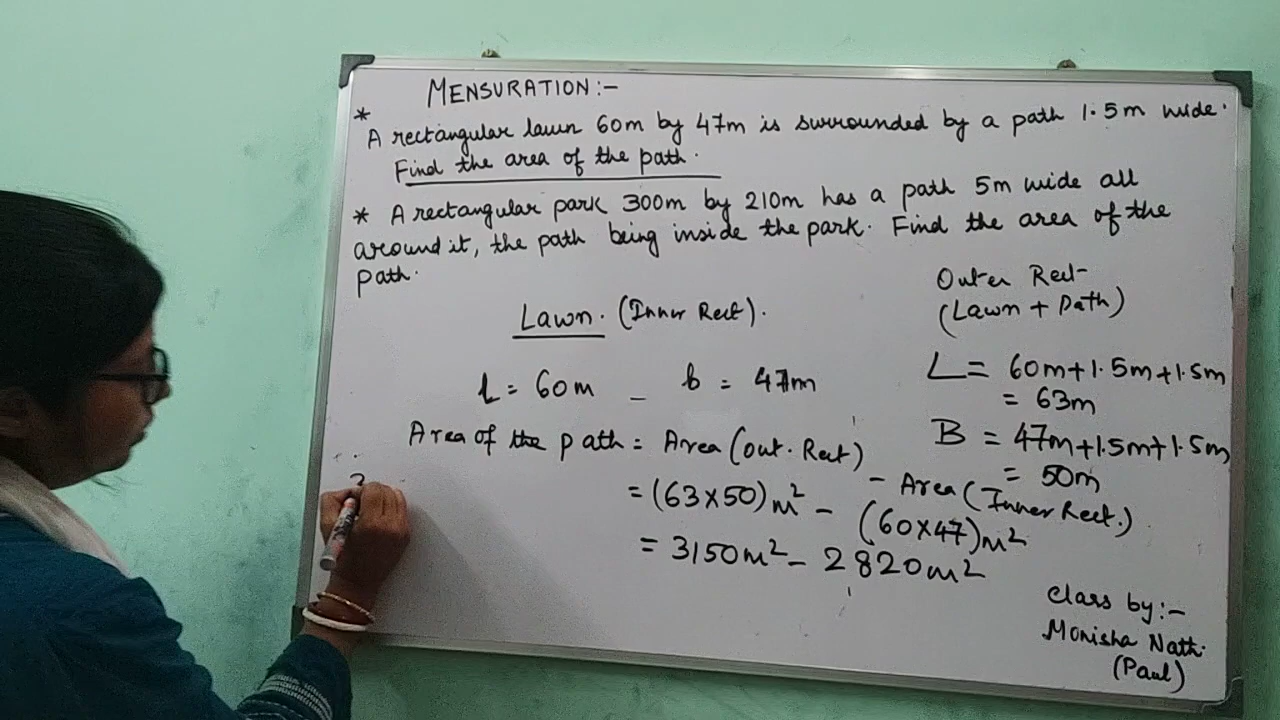 MENSURATION:-
* A rectangular lawn 60m by 47m is surrounded by a path 1.5m wide.
Find the area of the path.
* A rectangular park 300m by 210m has a path 5m wide all
around it, the path being inside the park. Find the area of the
path.
Lawn. (Inner Rect).
l = 60m - b = 47m
Outer Rect-
(Lawn + Path)
L = 60m+1.5m+1.5m
= 63m
B = 47m+1.5m+1.5m
= 50m
Area of the path = Area (out. Rect)
- Area (Inner Rect.)
= (63×50)m² - (60×47)m²
= 3150m² - 2820m²
Class by:-
Monisha Nath.
(Paul)